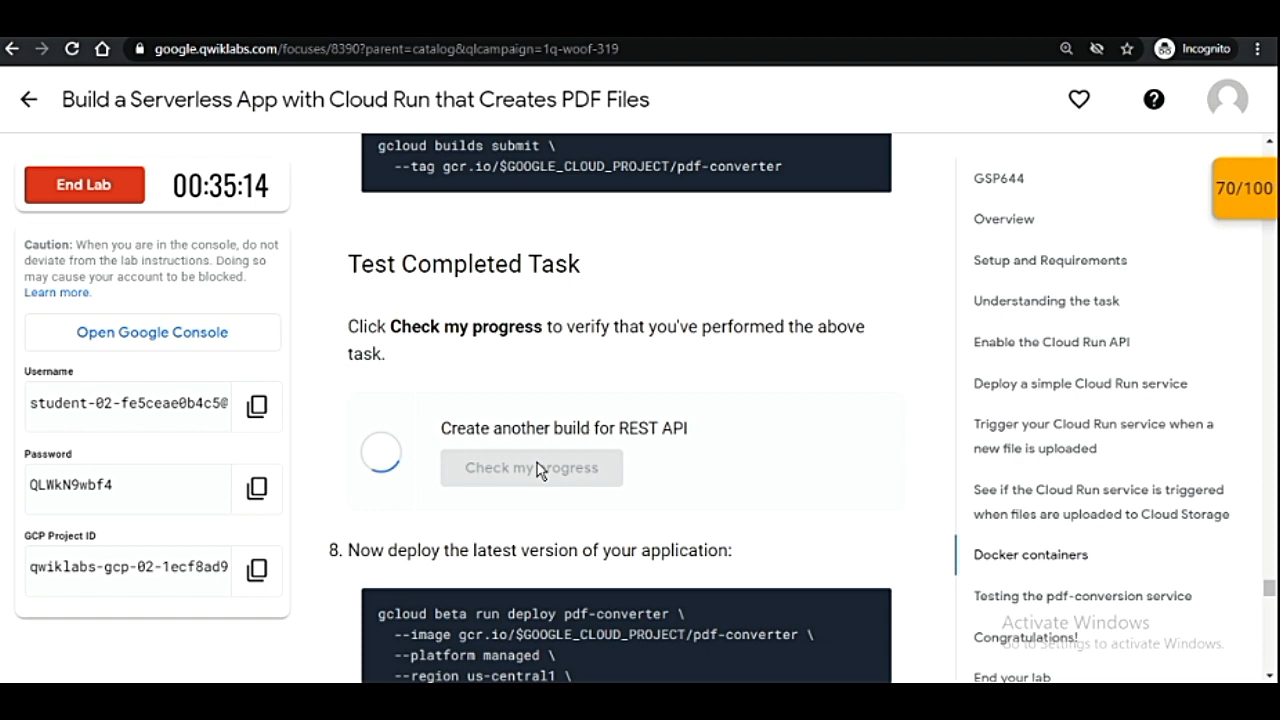 google.qwiklabs.com/focuses/8390?parent=catalog&qlcampaign=1q-woof-319
Incognito
Build a Serverless App with Cloud Run that Creates PDF Files
End Lab
00:35:14
Caution: When you are in the console, do not
deviate from the lab instructions. Doing so
may cause your account to be blocked.
Learn more.
Open Google Console
Username
student-02-fe5ceae0b4c5@
Password
QLWkN9wbf4
GCP Project ID
qwiklabs-gcp-02-1ecf8ad9
gcloud builds submit \
--tag gcr.io/$GOOGLE_CLOUD_PROJECT/pdf-converter
Test Completed Task
Click Check my progress to verify that you've performed the above
task.
Create another build for REST API
Check my progress
8. Now deploy the latest version of your application:
gcloud beta run deploy pdf-converter \
--image gcr.io/$GOOGLE_CLOUD_PROJECT/pdf-converter \
--platform managed \
--region us-central1 \
GSP644
Overview
Setup and Requirements
Understanding the task
Enable the Cloud Run API
Deploy a simple Cloud Run service
Trigger your Cloud Run service when a
new file is uploaded
See if the Cloud Run service is triggered
when files are uploaded to Cloud Storage
Docker containers
Testing the pdf-conversion service
Congratulations!
End your lab
70/100
Activate Windows
Go to Settings to activate Windows.